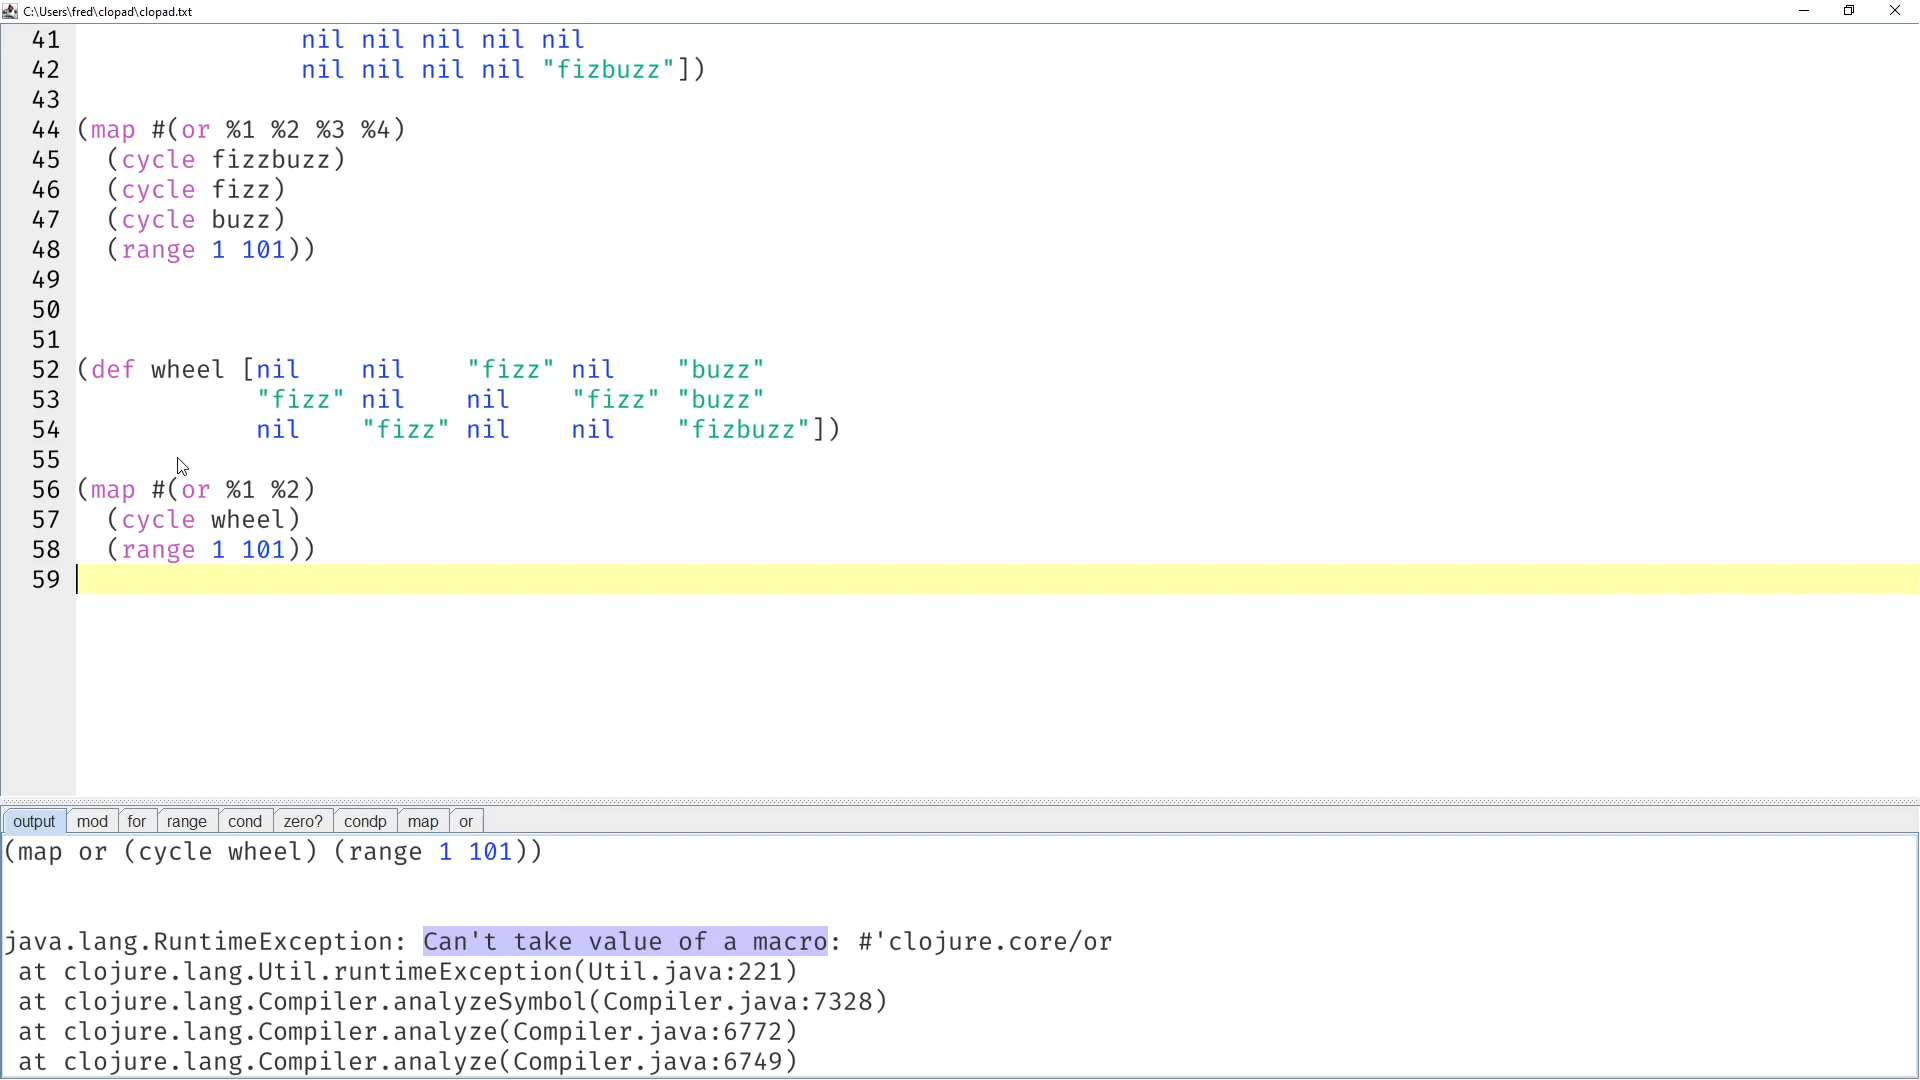 C:\Users\fred\clopad\clopad.txt
41 nil nil nil nil nil
42 nil nil nil nil "fizbuzz"])
43
44 (map #(or %1 %2 %3 %4)
45 (cycle fizzbuzz)
46 (cycle fizz)
47 (cycle buzz)
48 (range 1 101))
49
50
51
52 (def wheel [nil nil "fizz" nil "buzz"
53 "fizz" nil nil "fizz" "buzz"
54 nil "fizz" nil nil "fizbuzz"])
55
56 (map #(or %1 %2)
57 (cycle wheel)
58 (range 1 101))
59
output mod for range cond zero? condp map or
(map or (cycle wheel) (range 1 101))
java.lang.RuntimeException: Can't take value of a macro: #'clojure.core/or
at clojure.lang.Util.runtimeException(Util.java:221)
at clojure.lang.Compiler.analyzeSymbol(Compiler.java:7328)
at clojure.lang.Compiler.analyze(Compiler.java:6772)
at clojure.lang.Compiler.analyze(Compiler.java:6749)